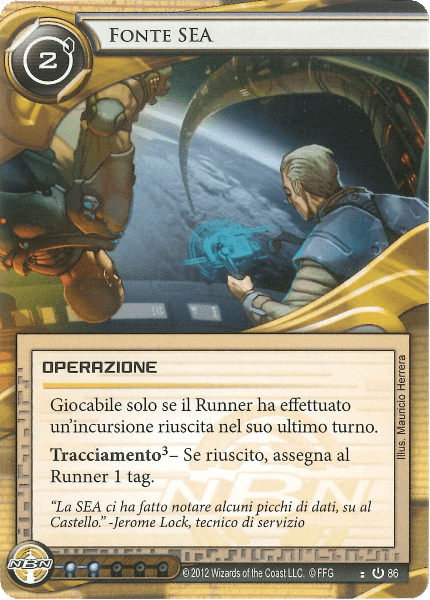 2
FONTE SEA
OPERAZIONE
Giocabile solo se il Runner ha effettuato
un'incursione riuscita nel suo ultimo turno.
Tracciamento³– Se riuscito, assegna al
Runner 1 tag.
"La SEA ci ha fatto notare alcuni picchi di dati, su al
Castello." -Jerome Lock, tecnico di servizio
Illus. Mauricio Herrera
NBN
NBN
© 2012 Wizards of the Coast LLC. © FFG
86